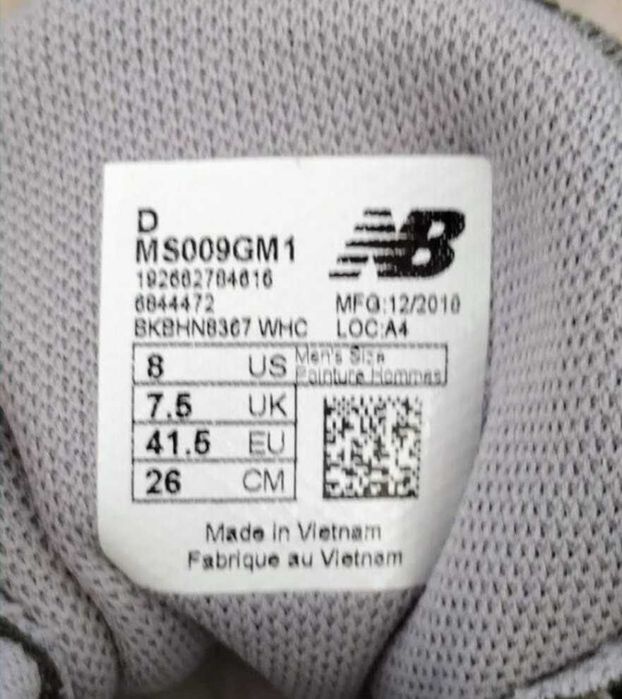 D
NB
MS009GM1
192662784616
6844472
MFG:12/2018
BKBHN8367 WHC LOC:A4
8 US Men's Size
Pointure Hommes
7.5 UK
41.5 EU
26 CM
Made in Vietnam
Fabrique au Vietnam